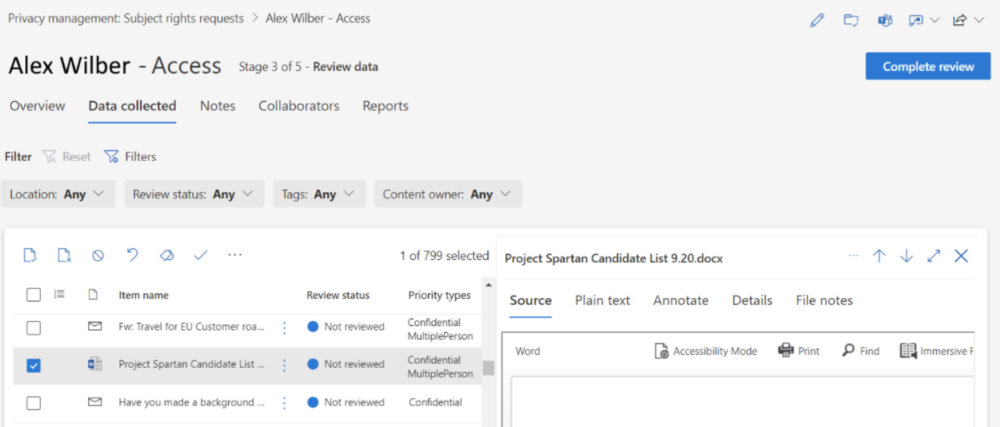 Privacy management: Subject rights requests > Alex Wilber - Access
Alex Wilber - Access Stage 3 of 5 - Review data
Complete review
Overview Data collected Notes Collaborators Reports
Filter Reset Filters
Location: Any Review status: Any Tags: Any Content owner: Any
1 of 799 selected
Item name Review status Priority types
Fw: Travel for EU Customer roa... Not reviewed Confidential
MultiplePerson
Project Spartan Candidate List ... Not reviewed Confidential
MultiplePerson
Have you made a background ... Not reviewed Confidential
Project Spartan Candidate List 9.20.docx
Source Plain text Annotate Details File notes
Word Accessibility Mode Print Find Immersive F